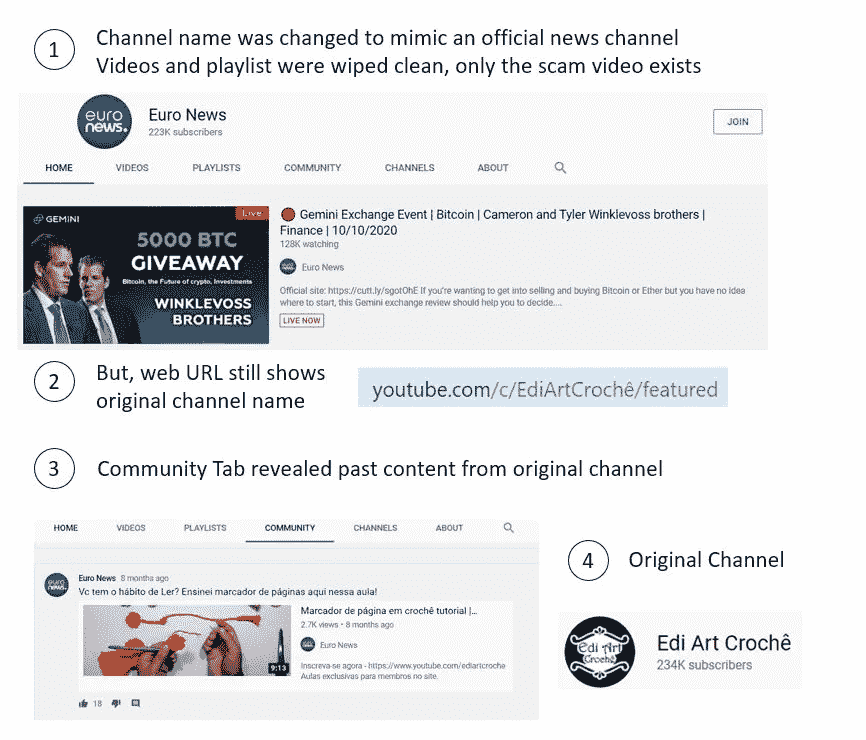 1
Channel name was changed to mimic an official news channel
Videos and playlist were wiped clean, only the scam video exists
euro
news.
Euro News
223K subscribers
JOIN
HOME VIDEOS PLAYLISTS COMMUNITY CHANNELS ABOUT
GEMINI
Live
5000 BTC
GIVEAWAY
Bitcoin, the Future of crypto, Investments
WINKLEVOSS
BROTHERS
Gemini Exchange Event | Bitcoin | Cameron and Tyler Winklevoss brothers |
Finance | 10/10/2020
128K watching
euro
news.
Euro News
Official site: https://cutt.ly/sgotOhE If you're wanting to get into selling and buying Bitcoin or Ether but you have no idea
where to start, this Gemini exchange review should help you to decide....
LIVE NOW
2
But, web URL still shows
original channel name
youtube.com/c/EdiArtCrochê/featured
3
Community Tab revealed past content from original channel
HOME VIDEOS PLAYLISTS COMMUNITY CHANNELS ABOUT
euro
news.
Euro News 8 months ago
Vc tem o hábito de Ler? Ensinei marcador de páginas aqui nessa aula!
9:13
Marcador de página em crochê tutorial |...
2.7K views • 8 months ago
Euro News
Inscreva-se agora - https://www.youtube.com/ediartcroche
Aulas exclusivas para membros no site.
18
4
Original Channel
Edi Art
Crochê
Edi Art Crochê
234K subscribers